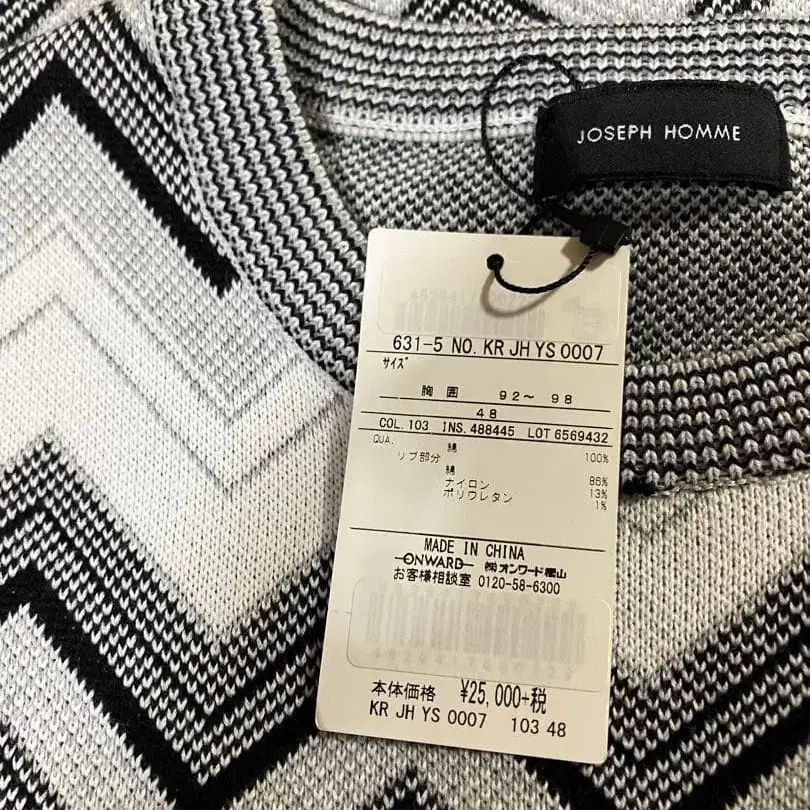 JOSEPH HOMME
631-5 NO. KR JH YS 0007
サイズ
胸囲 92～98
48
COL. 103 INS. 488445 LOT 6569432
QUA. 綿 100%
リブ部分
綿 86%
ナイロン 13%
ポリウレタン 1%
MADE IN CHINA
ONWARD ㈱オンワード樫山
お客様相談室 0120-58-6300
本体価格 ¥25,000+税
KR JH YS 0007 103 48